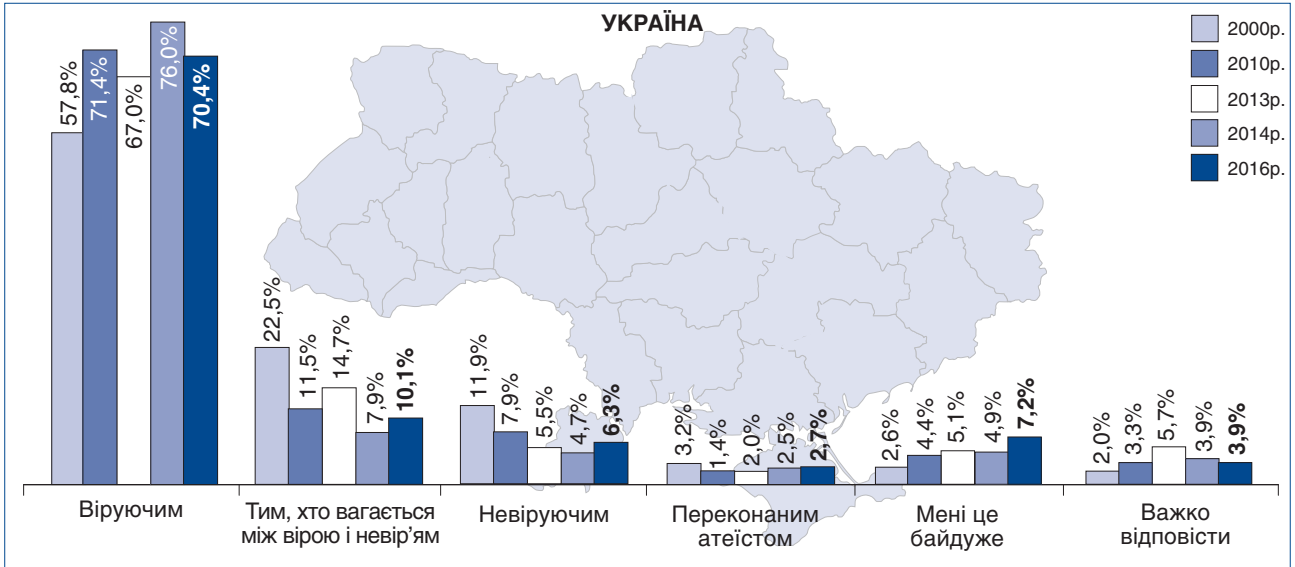 УКРАЇНА
2000р.
2010р.
2013р.
2014р.
2016р.
57,8%
71,4%
67,0%
76,0%
70,4%
22,5%
11,5%
14,7%
7,9%
10,1%
11,9%
7,9%
5,5%
4,7%
6,3%
3,2%
1,4%
2,0%
2,5%
2,7%
2,6%
4,4%
5,1%
4,9%
7,2%
2,0%
3,3%
5,7%
3,9%
3,9%
Віруючим
Тим, хто вагається
між вірою і невір’ям
Невіруючим
Переконаним
атеїстом
Мені це
байдуже
Важко
відповісти